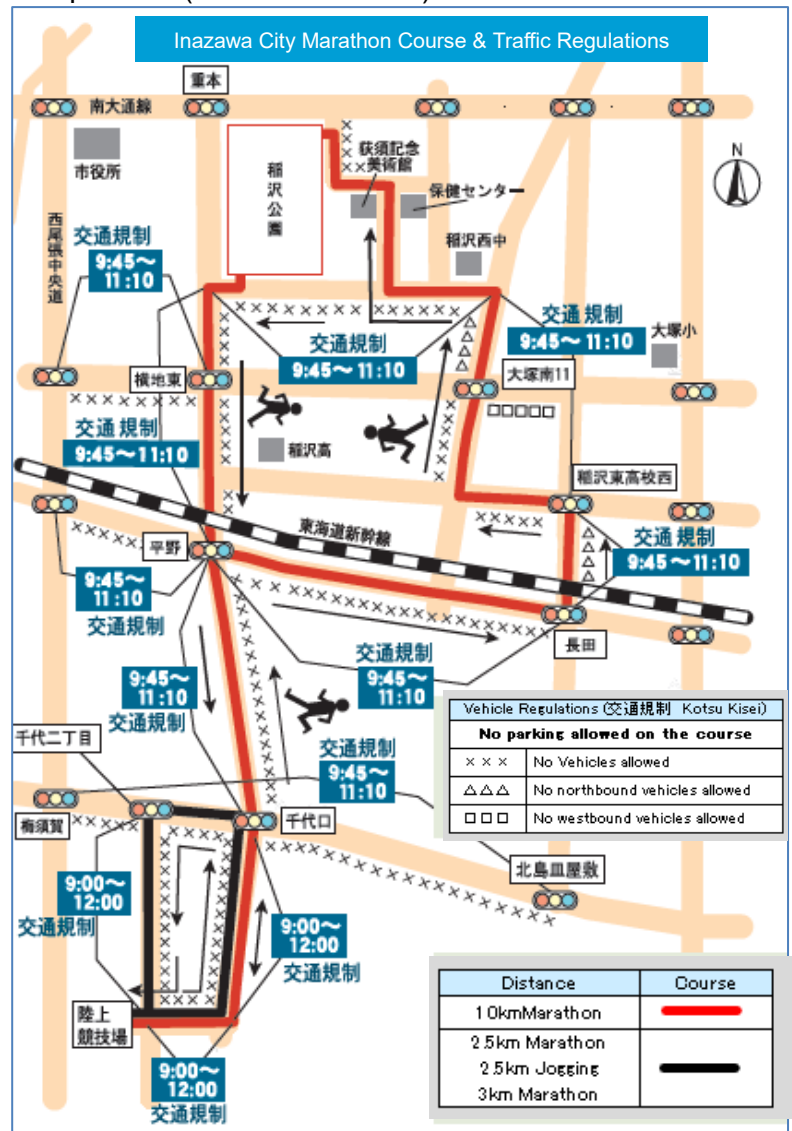 Inazawa City Marathon Course & Traffic Regulations
重本
南大通線
市役所
稲沢公園
荻須記念
美術館
保健センター
N
西尾張中央道
稲沢西中
交通規制
9:45～
11:10
交通規制
9:45～11:10
交通規制
9:45～11:10
大塚小
横地東
大塚南11
交通規制
9:45～11:10
稲沢高
稲沢東高校西
東海道新幹線
平野
交通規制
9:45～11:10
9:45～
11:10
交通規制
長田
交通規制
9:45～
11:10
9:45～
11:10
交通規制
Vehicle Regulations (交通規制 Kotsu Kisei)
No parking allowed on the course
× × × No Vehicles allowed
△△△ No northbound vehicles allowed
□□□ No westbound vehicles allowed
千代二丁目
交通規制
9:45～
11:10
梅須賀
千代口
北島皿屋敷
9:00～
12:00
交通規制
9:00～
12:00
交通規制
陸上
競技場
9:00～
12:00
交通規制
Distance Course
10kmMarathon
2.5km Marathon
2.5km Jogging
3km Marathon